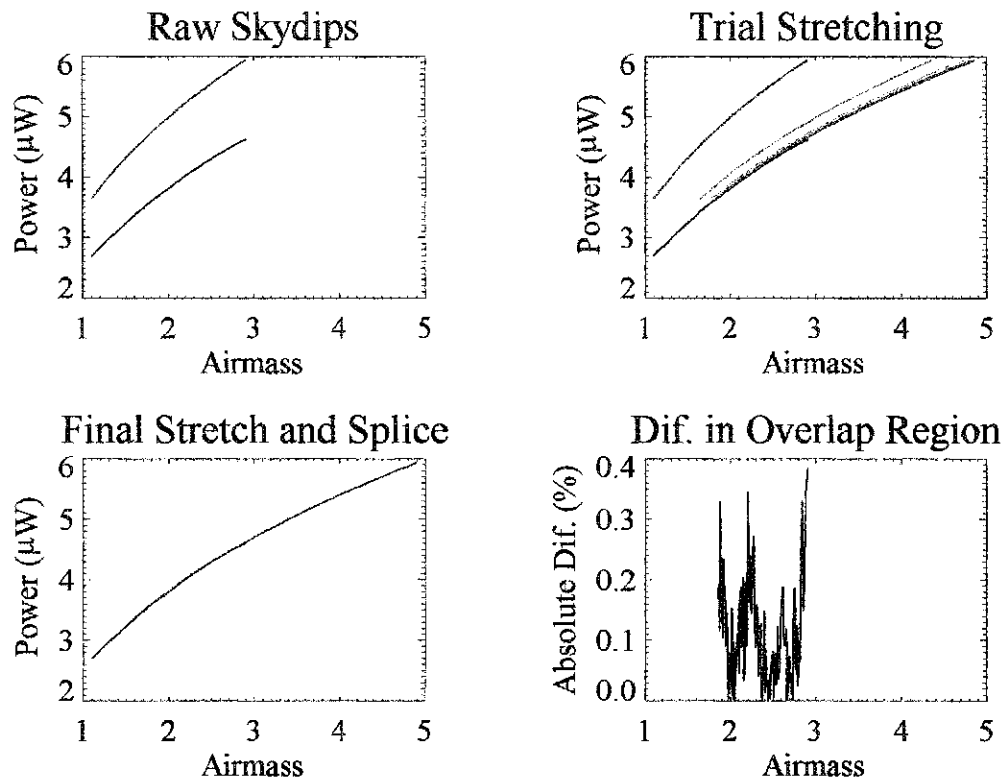 Raw Skydips
Power (µW)
6
5
4
3
2
1 2 3 4 5
Airmass
Trial Stretching
Power (µW)
6
5
4
3
2
1 2 3 4 5
Airmass
Final Stretch and Splice
Power (µW)
6
5
4
3
2
1 2 3 4 5
Airmass
Dif. in Overlap Region
Absolute Dif. (%)
0.4
0.3
0.2
0.1
0.0
1 2 3 4 5
Airmass